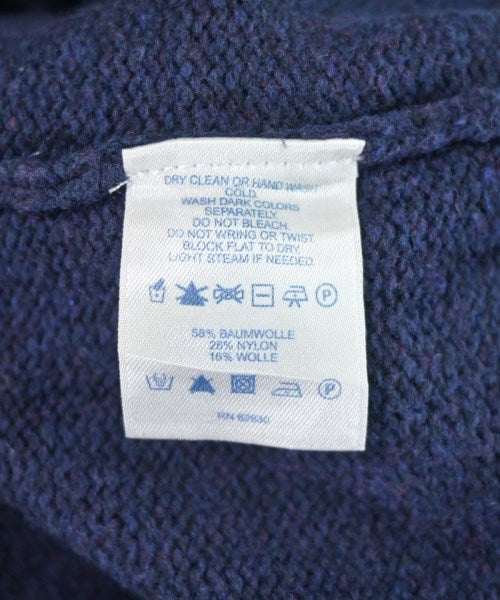 DRY CLEAN OR HAND WASH
COLD.
WASH DARK COLORS
SEPARATELY.
DO NOT BLEACH.
DO NOT WRING OR TWIST.
BLOCK FLAT TO DRY.
LIGHT STEAM IF NEEDED.
P
58% BAUMWOLLE
26% NYLON
16% WOLLE
P